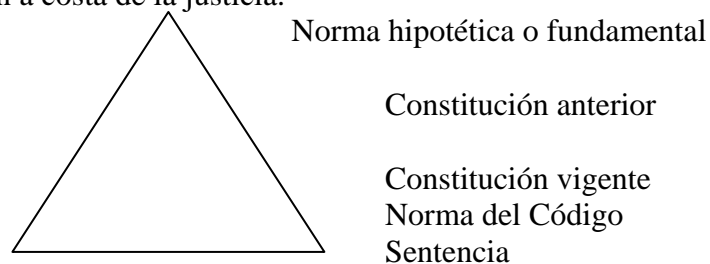 a costa de la justicia.
Norma hipotética o fundamental
Constitución anterior
Constitución vigente
Norma del Código
Sentencia